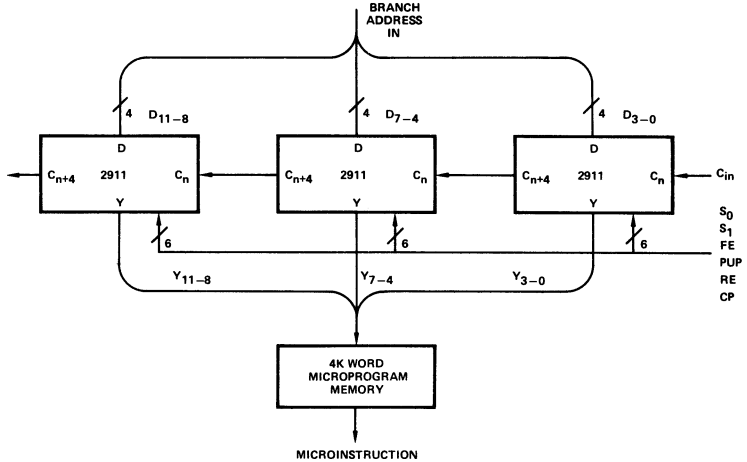 BRANCH
ADDRESS
IN
4 D11–8 4 D7–4 4 D3–0
D D D
Cn+4 2911 Cn Cn+4 2911 Cn Cn+4 2911 Cn Cin
Y Y Y
S0
S1
6 6 6 FE
PUP
RE
CP
Y11–8 Y7–4 Y3–0
4K WORD
MICROPROGRAM
MEMORY
MICROINSTRUCTION